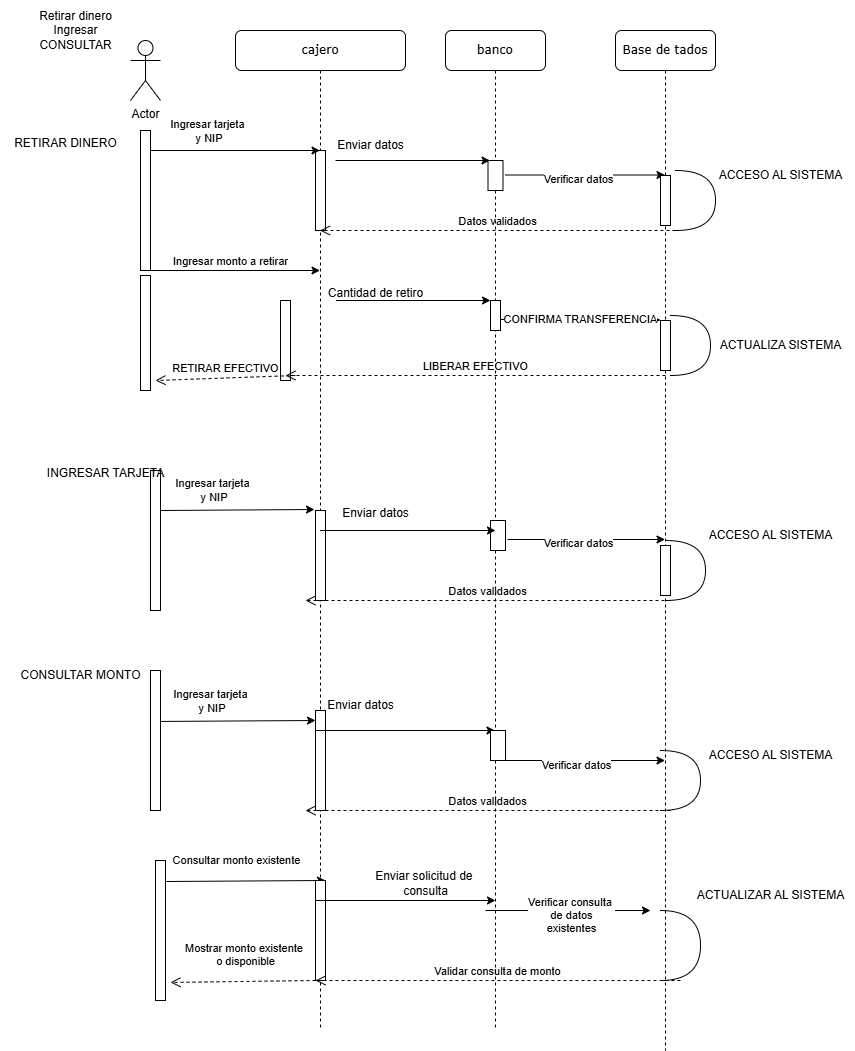 Retirar dinero
Ingresar
CONSULTAR
cajero
banco
Base de tados
Actor
RETIRAR DINERO
Ingresar tarjeta
y NIP
Enviar datos
Verificar datos
ACCESO AL SISTEMA
Datos validados
Ingresar monto a retirar
Cantidad de retiro
CONFIRMA TRANSFERENCIA
ACTUALIZA SISTEMA
RETIRAR EFECTIVO
LIBERAR EFECTIVO
INGRESAR TARJETA
Ingresar tarjeta
y NIP
Enviar datos
Verificar datos
ACCESO AL SISTEMA
Datos validados
CONSULTAR MONTO
Ingresar tarjeta
y NIP
Enviar datos
Verificar datos
ACCESO AL SISTEMA
Datos validados
Consultar monto existente
Enviar solicitud de
consulta
Verificar consulta
de datos
existentes
ACTUALIZAR AL SISTEMA
Mostrar monto existente
o disponible
Validar consulta de monto